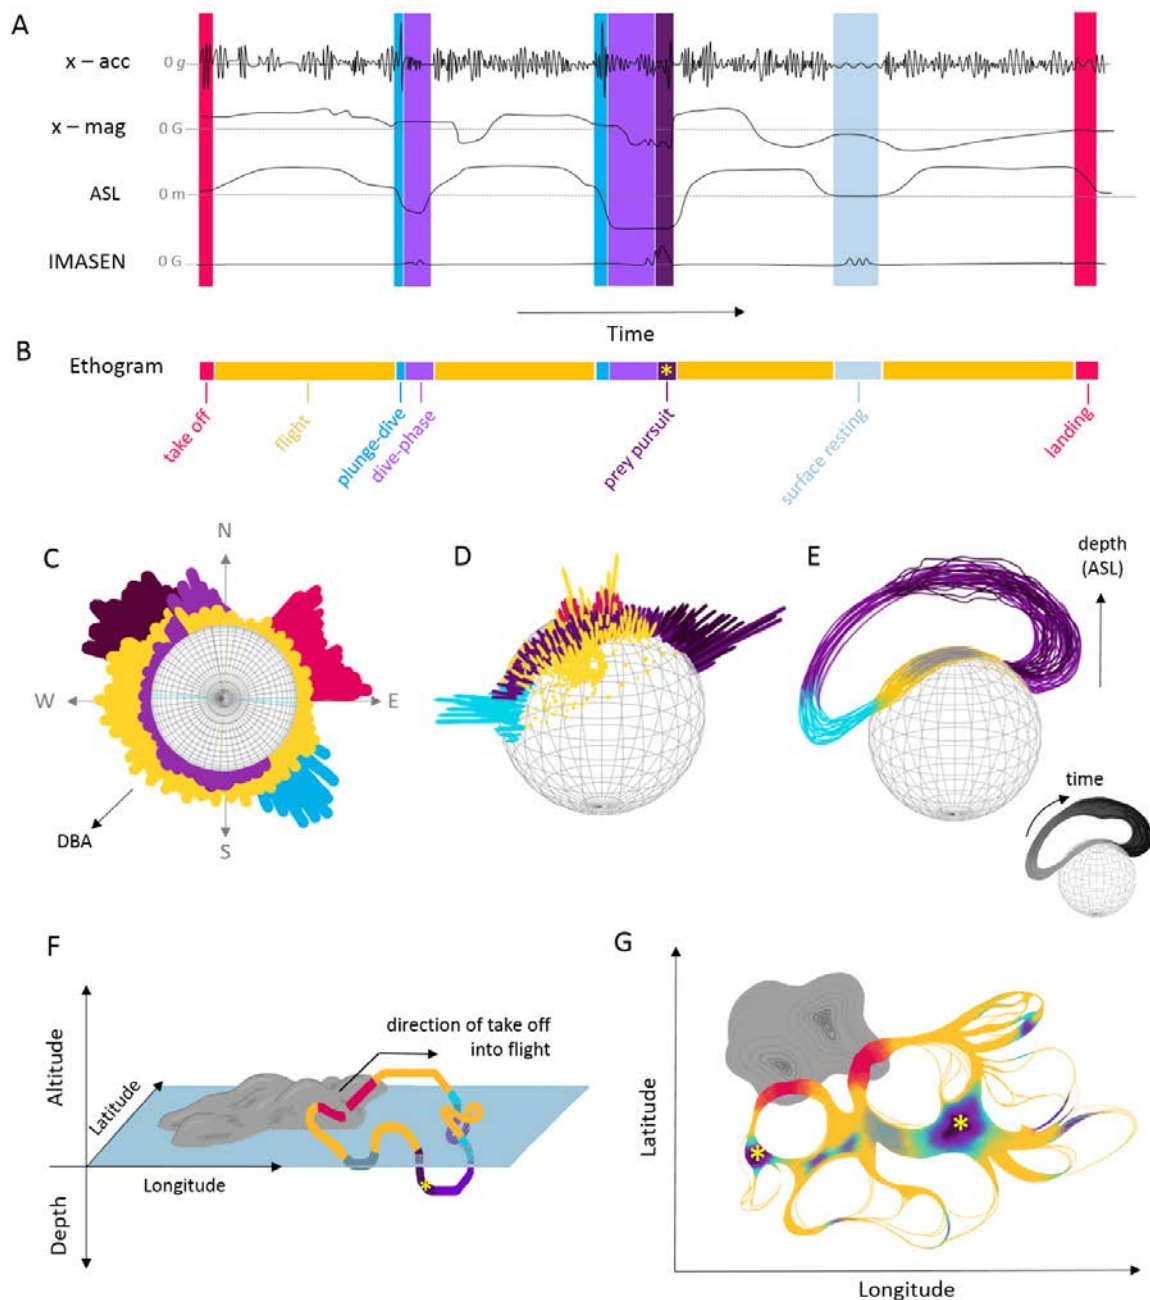 A
x – acc
0 g
x – mag
0 G
ASL
0 m
IMASEN
0 G
Time
B
Ethogram
*
take off
flight
plunge-dive
dive-phase
prey pursuit
surface resting
landing
C
N
W
E
S
DBA
D
E
depth
(ASL)
time
F
Altitude
Latitude
direction of take off
into flight
Longitude
*
Depth
G
Latitude
*
*
Longitude